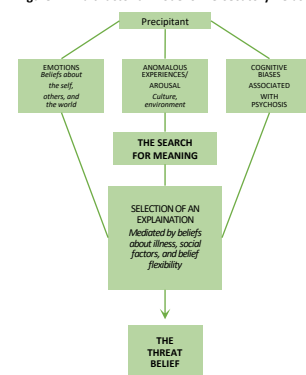 Precipitant
EMOTIONS
Beliefs about
the self,
others, and
the world
ANOMALOUS
EXPERIENCES/
AROUSAL
Culture,
environment
COGNITIVE
BIASES
ASSOCIATED
WITH
PSYCHOSIS
THE SEARCH
FOR MEANING
SELECTION OF AN
EXPLAINATION
Mediated by beliefs
about illness, social
factors, and belief
flexibility
THE
THREAT
BELIEF